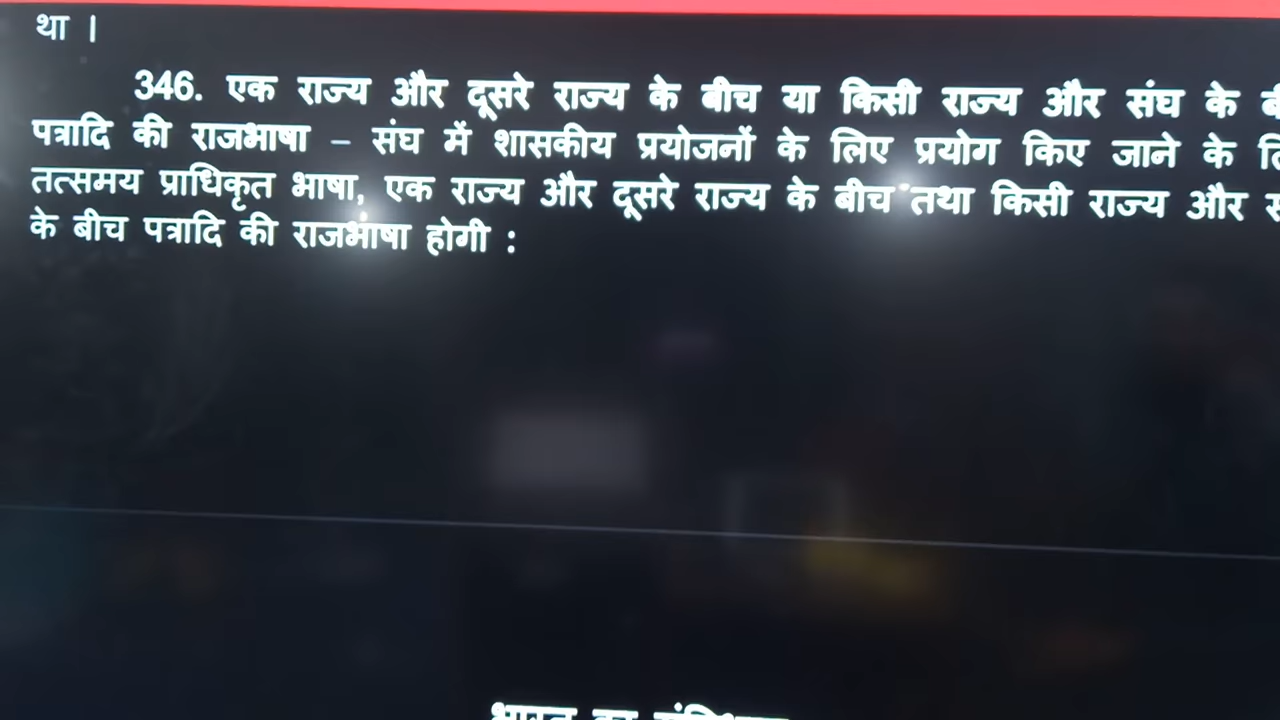 था ।
346. एक राज्य और दूसरे राज्य के बीच या किसी राज्य और संघ के
पत्रादि की राजभाषा – संघ में शासकीय प्रयोजनों के लिए प्रयोग किए जाने के
तत्समय प्राधिकृत भाषा, एक राज्य और दूसरे राज्य के बीच तथा किसी राज्य और
के बीच पत्रादि की राजभाषा होगी :